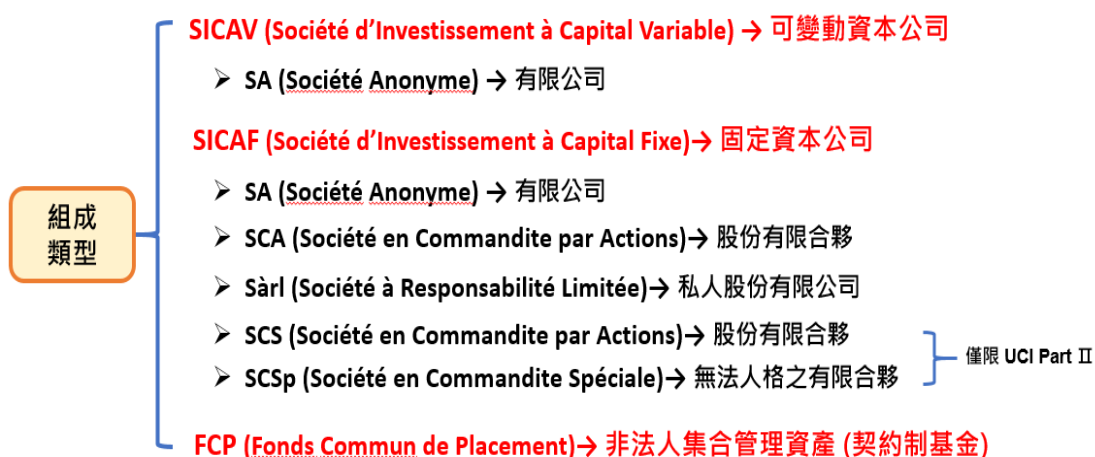 SICAV (Société d’Investissement à Capital Variable) → 可變動資本公司
➢ SA (Société Anonyme) → 有限公司
SICAF (Société d’Investissement à Capital Fixe)→ 固定資本公司
➢ SA (Société Anonyme) → 有限公司
組成
類型
➢ SCA (Société en Commandite par Actions)→ 股份有限合夥
➢ Sàrl (Société à Responsabilité Limitée)→ 私人股份有限公司
➢ SCS (Société en Commandite par Actions)→ 股份有限合夥
僅限 UCI Part Ⅱ
➢ SCSp (Société en Commandite Spéciale)→ 無法人格之有限合夥
FCP (Fonds Commun de Placement)→ 非法人集合管理資產 (契約制基金)